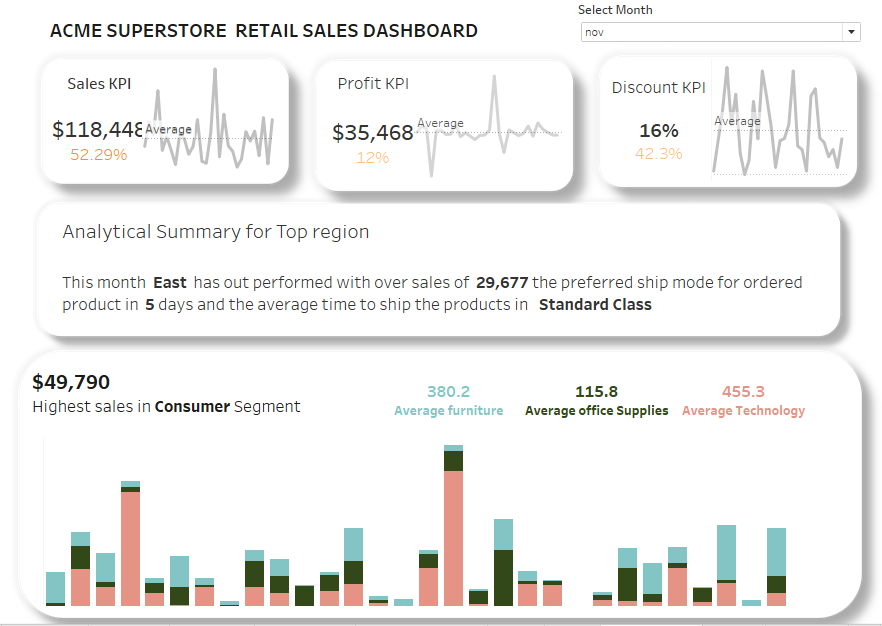 Select Month
ACME SUPERSTORE RETAIL SALES DASHBOARD
nov
Sales KPI
$118,448
Average
52.29%
Profit KPI
$35,468
Average
12%
Discount KPI
16%
Average
42.3%
Analytical Summary for Top region
This month East has out performed with over sales of 29,677 the preferred ship mode for ordered
product in 5 days and the average time to ship the products in Standard Class
$49,790
Highest sales in Consumer Segment
380.2
Average furniture
115.8
Average office Supplies
455.3
Average Technology